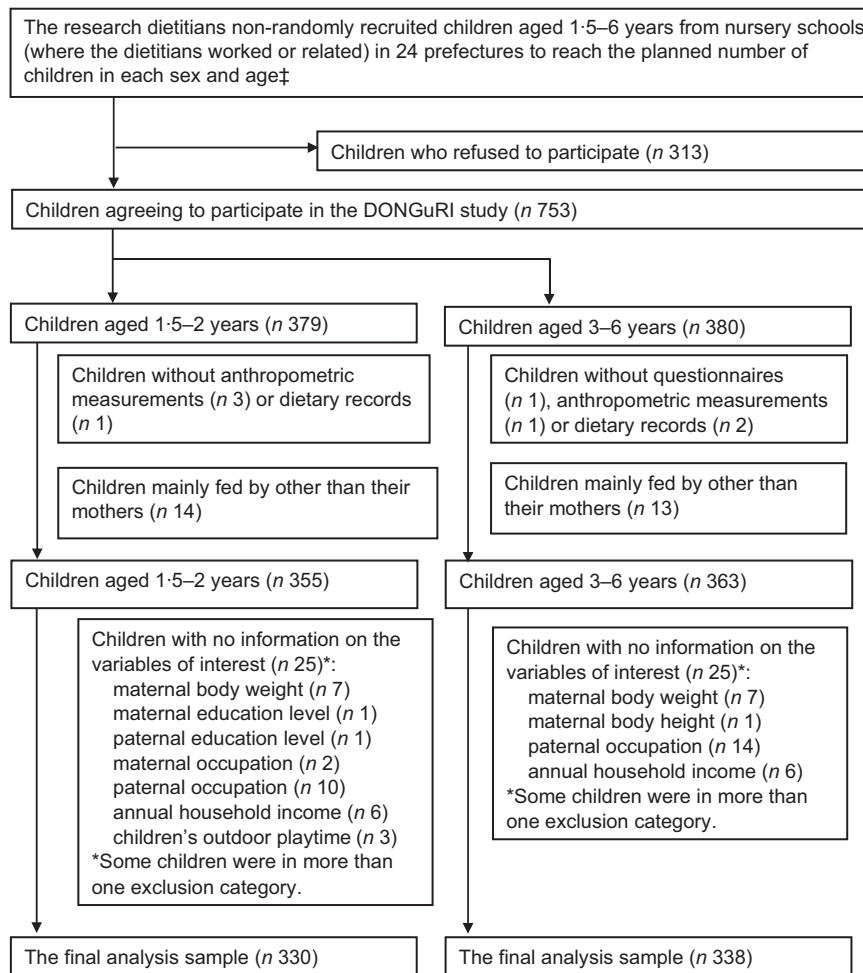 The research dietitians non-randomly recruited children aged 1·5–6 years from nursery schools
(where the dietitians worked or related) in 24 prefectures to reach the planned number of
children in each sex and age‡
Children who refused to participate (n 313)
Children agreeing to participate in the DONGuRI study (n 753)
Children aged 1·5–2 years (n 379)
Children without anthropometric
measurements (n 3) or dietary records
(n 1)
Children mainly fed by other than their
mothers (n 14)
Children aged 1·5–2 years (n 355)
Children with no information on the
variables of interest (n 25)*:
maternal body weight (n 7)
maternal education level (n 1)
paternal education level (n 1)
maternal occupation (n 2)
paternal occupation (n 10)
annual household income (n 6)
children's outdoor playtime (n 3)
*Some children were in more than
one exclusion category.
The final analysis sample (n 330)
Children aged 3–6 years (n 380)
Children without questionnaires
(n 1), anthropometric measurements
(n 1) or dietary records (n 2)
Children mainly fed by other than
their mothers (n 13)
Children aged 3–6 years (n 363)
Children with no information on the
variables of interest (n 25)*:
maternal body weight (n 7)
maternal body height (n 1)
paternal occupation (n 14)
annual household income (n 6)
*Some children were in more than
one exclusion category.
The final analysis sample (n 338)